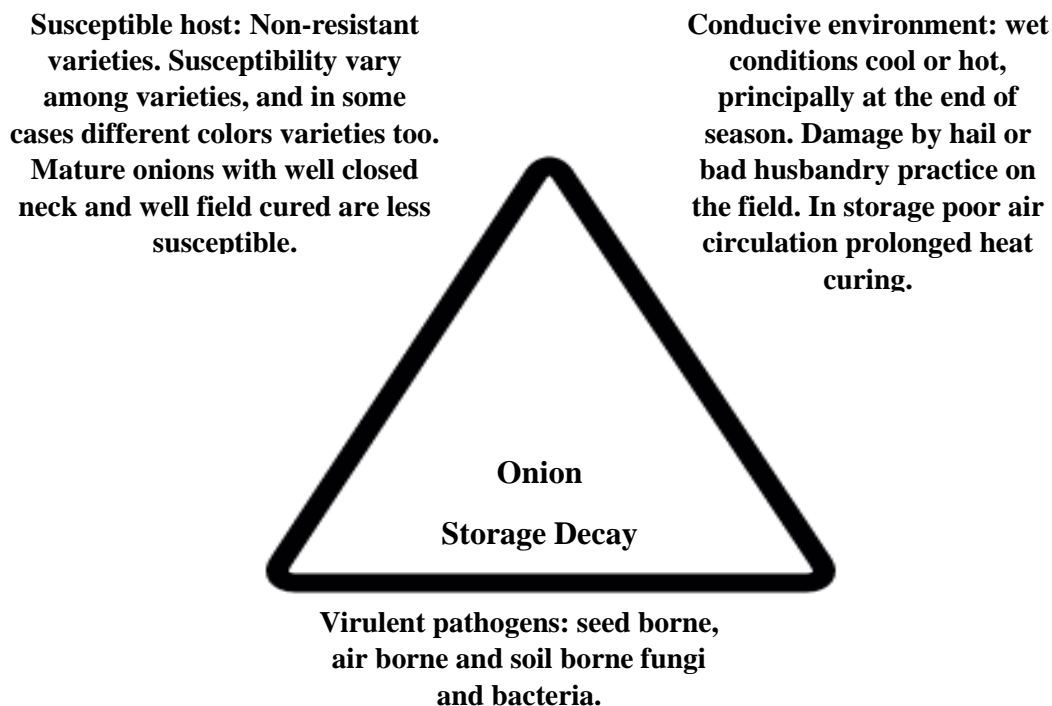 Susceptible host: Non-resistant
varieties. Susceptibility vary
among varieties, and in some
cases different colors varieties too.
Mature onions with well closed
neck and well field cured are less
susceptible.
Conducive environment: wet
conditions cool or hot,
principally at the end of
season. Damage by hail or
bad husbandry practice on
the field. In storage poor air
circulation prolonged heat
curing.
Onion
Storage Decay
Virulent pathogens: seed borne,
air borne and soil borne fungi
and bacteria.